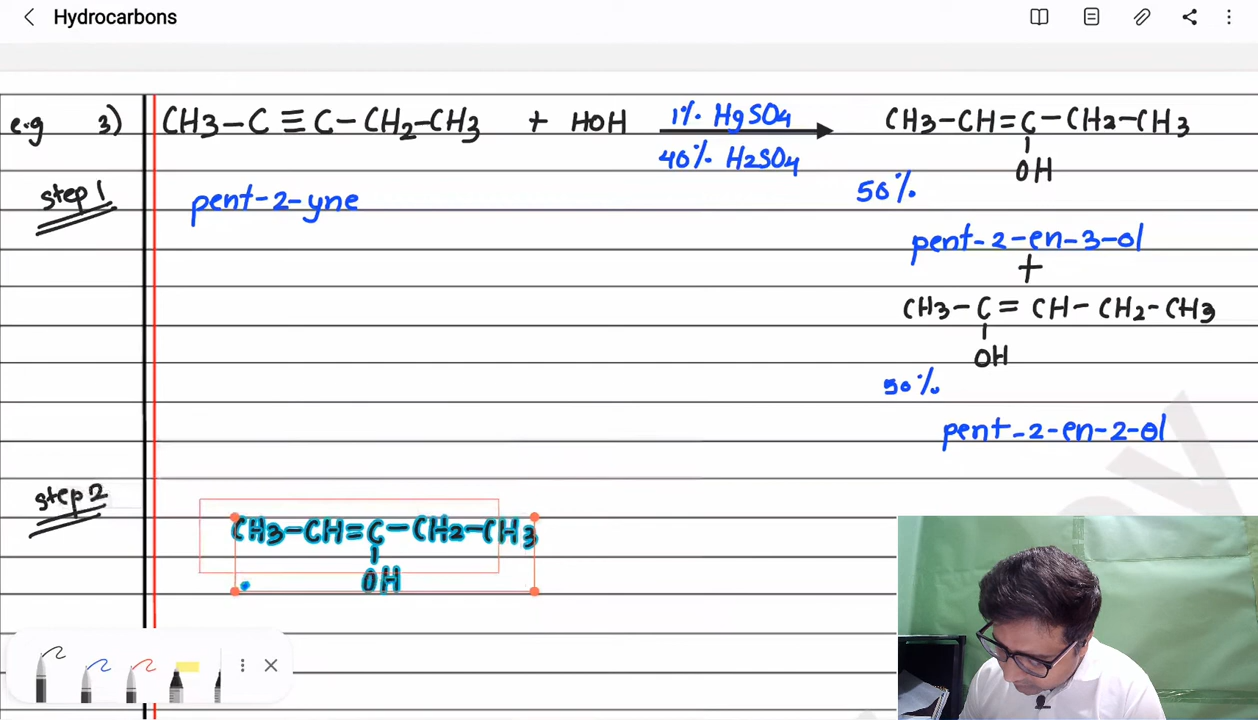 Hydrocarbons
e.g 3) CH3-C≡C-CH2-CH3 + HOH 1% HgSO4 40% H2SO4 CH3-CH=C-CH2-CH3
OH
50%
step 1 pent-2-yne
pent-2-en-3-ol
+
CH3-C=CH-CH2-CH3
OH
50%
pent-2-en-2-ol
step 2
CH3-CH=C-CH2-CH3
OH